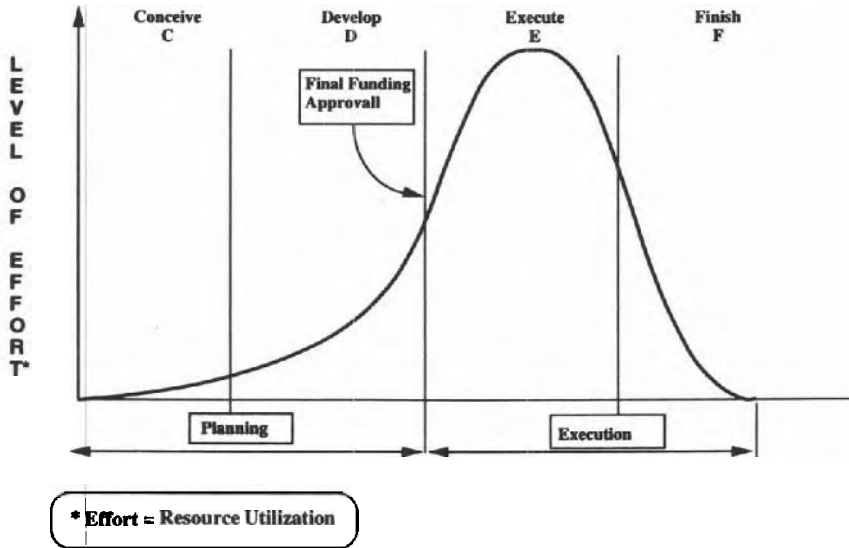 Conceive
C
Develop
D
Execute
E
Finish
F
LEVEL OF EFFORT*
Final Funding
Approvall
Planning
Execution
* Effort = Resource Utilization